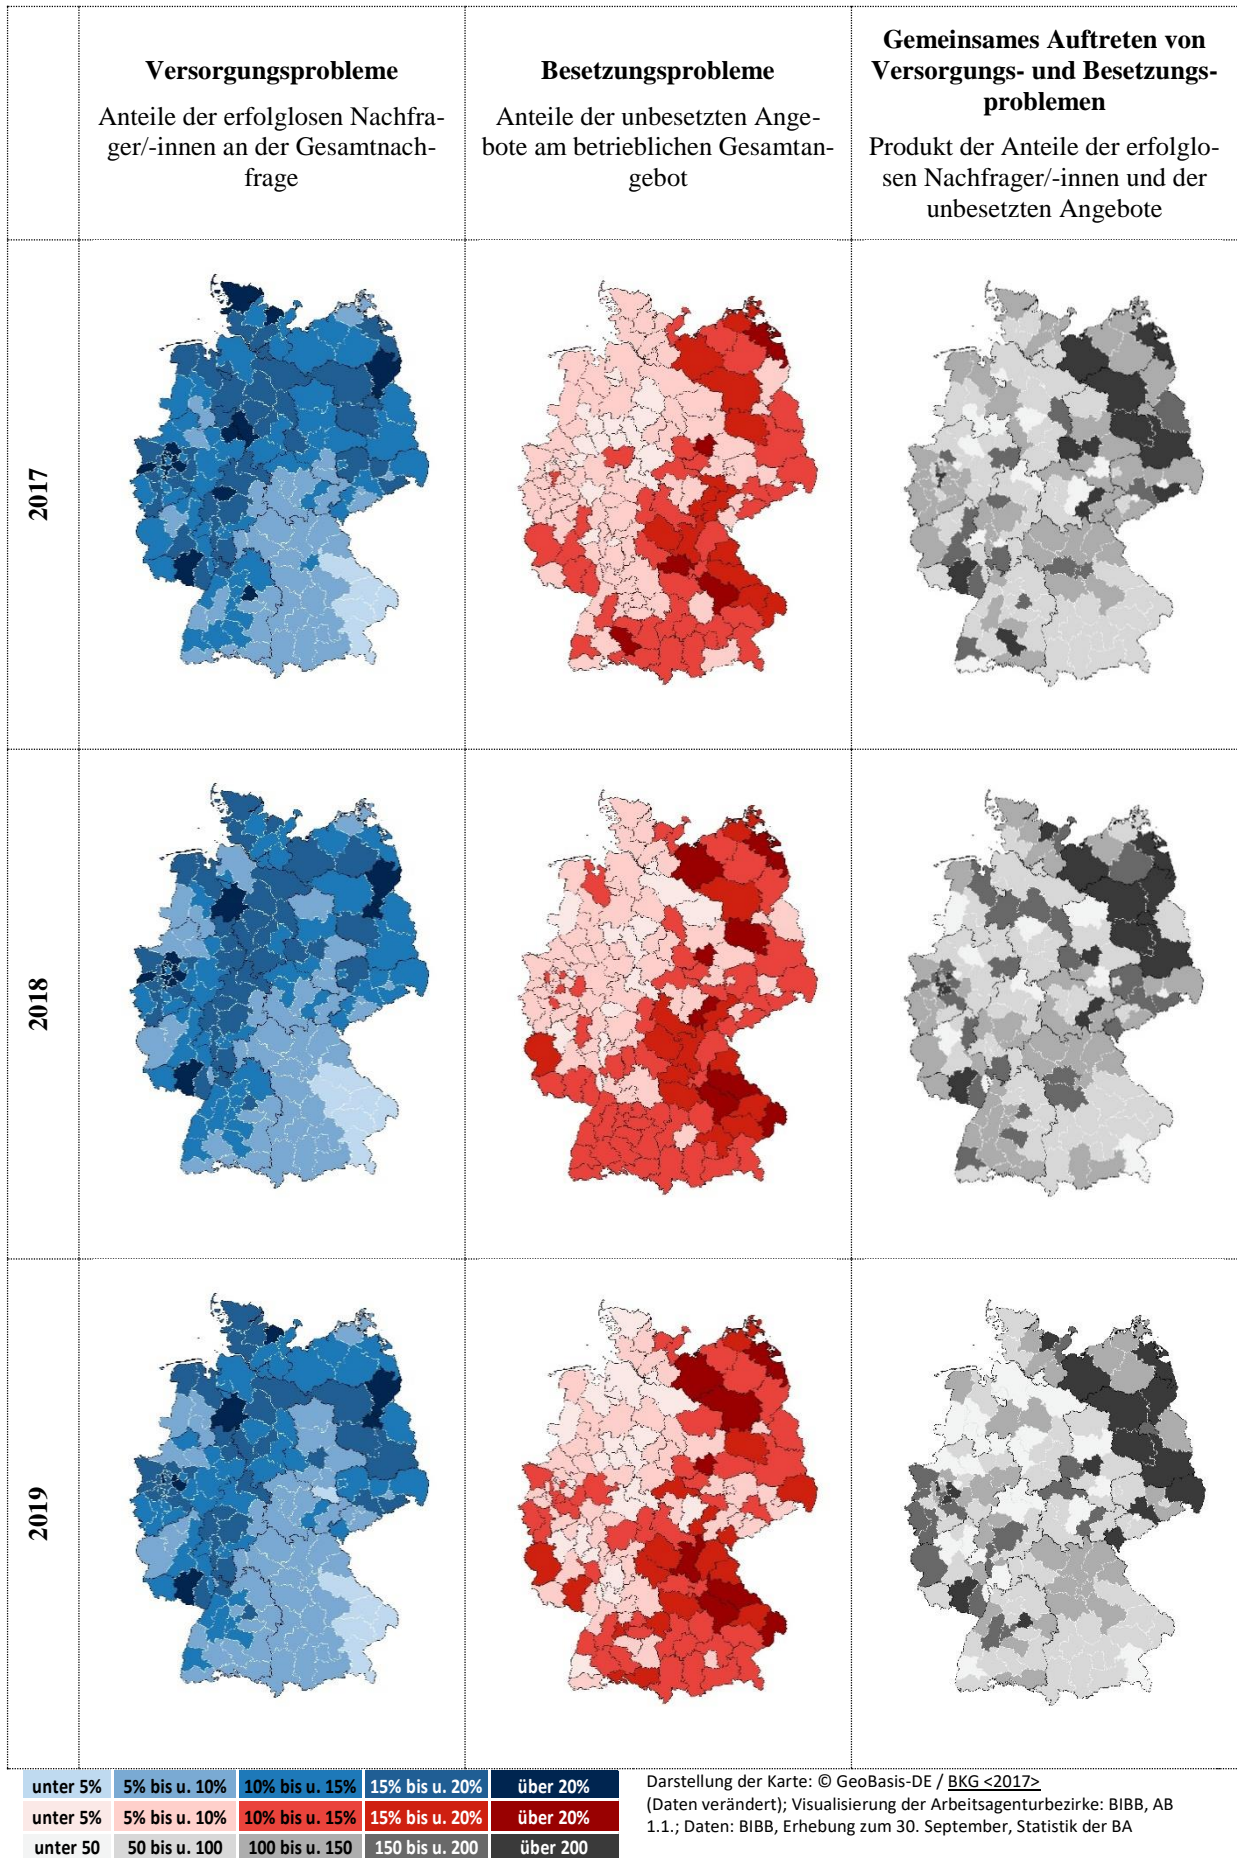 Versorgungsprobleme
Anteile der erfolglosen Nachfra-
ger/-innen an der Gesamtnach-
frage
Besetzungsprobleme
Anteile der unbesetzten Ange-
bote am betrieblichen Gesamtan-
gebot
Gemeinsames Auftreten von
Versorgungs- und Besetzungs-
problemen
Produkt der Anteile der erfolglo-
sen Nachfrager/-innen und der
unbesetzten Angebote
2017
2018
2019
unter 5% 5% bis u. 10% 10% bis u. 15% 15% bis u. 20% über 20%
unter 5% 5% bis u. 10% 10% bis u. 15% 15% bis u. 20% über 20%
unter 50 50 bis u. 100 100 bis u. 150 150 bis u. 200 über 200
Darstellung der Karte: © GeoBasis-DE / BKG <2017>
(Daten verändert); Visualisierung der Arbeitsagenturbezirke: BIBB, AB
1.1.; Daten: BIBB, Erhebung zum 30. September, Statistik der BA